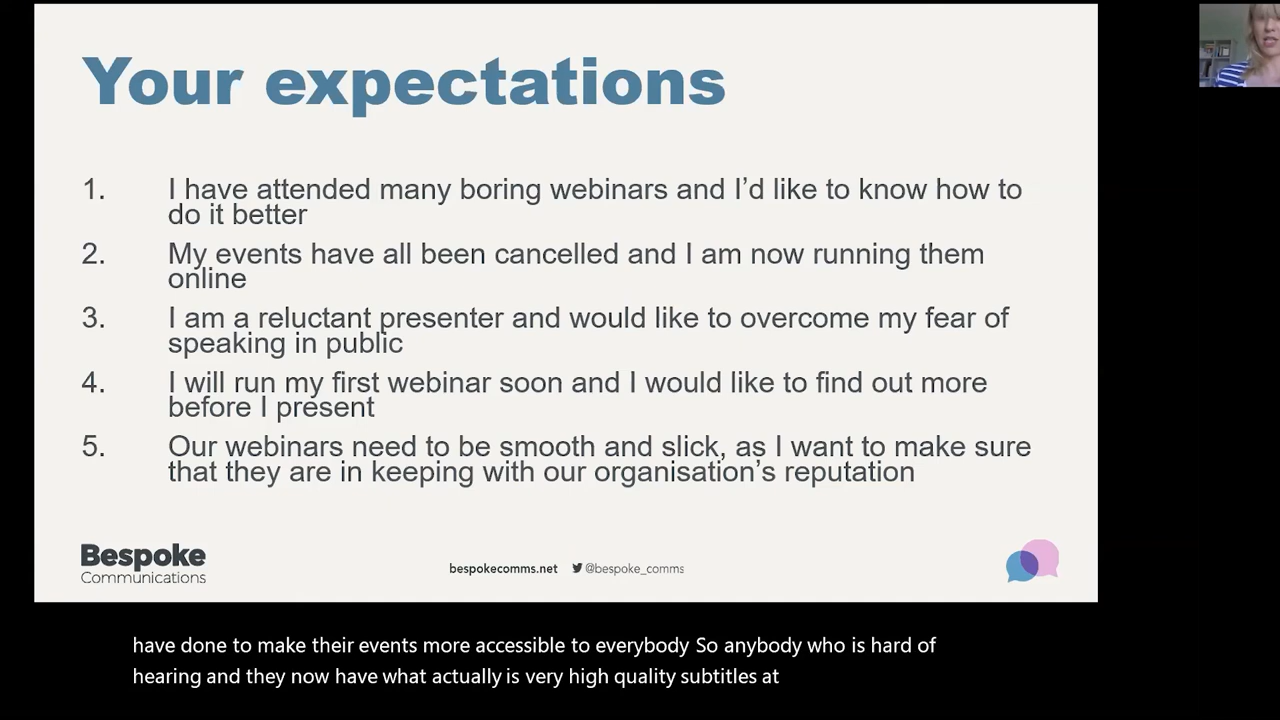 Your expectations
1. I have attended many boring webinars and I'd like to know how to
do it better
2. My events have all been cancelled and I am now running them
online
3. I am a reluctant presenter and would like to overcome my fear of
speaking in public
4. I will run my first webinar soon and I would like to find out more
before I present
5. Our webinars need to be smooth and slick, as I want to make sure
that they are in keeping with our organisation's reputation
Bespoke
Communications
bespokecomms.net @bespoke_comms
have done to make their events more accessible to everybody So anybody who is hard of
hearing and they now have what actually is very high quality subtitles at